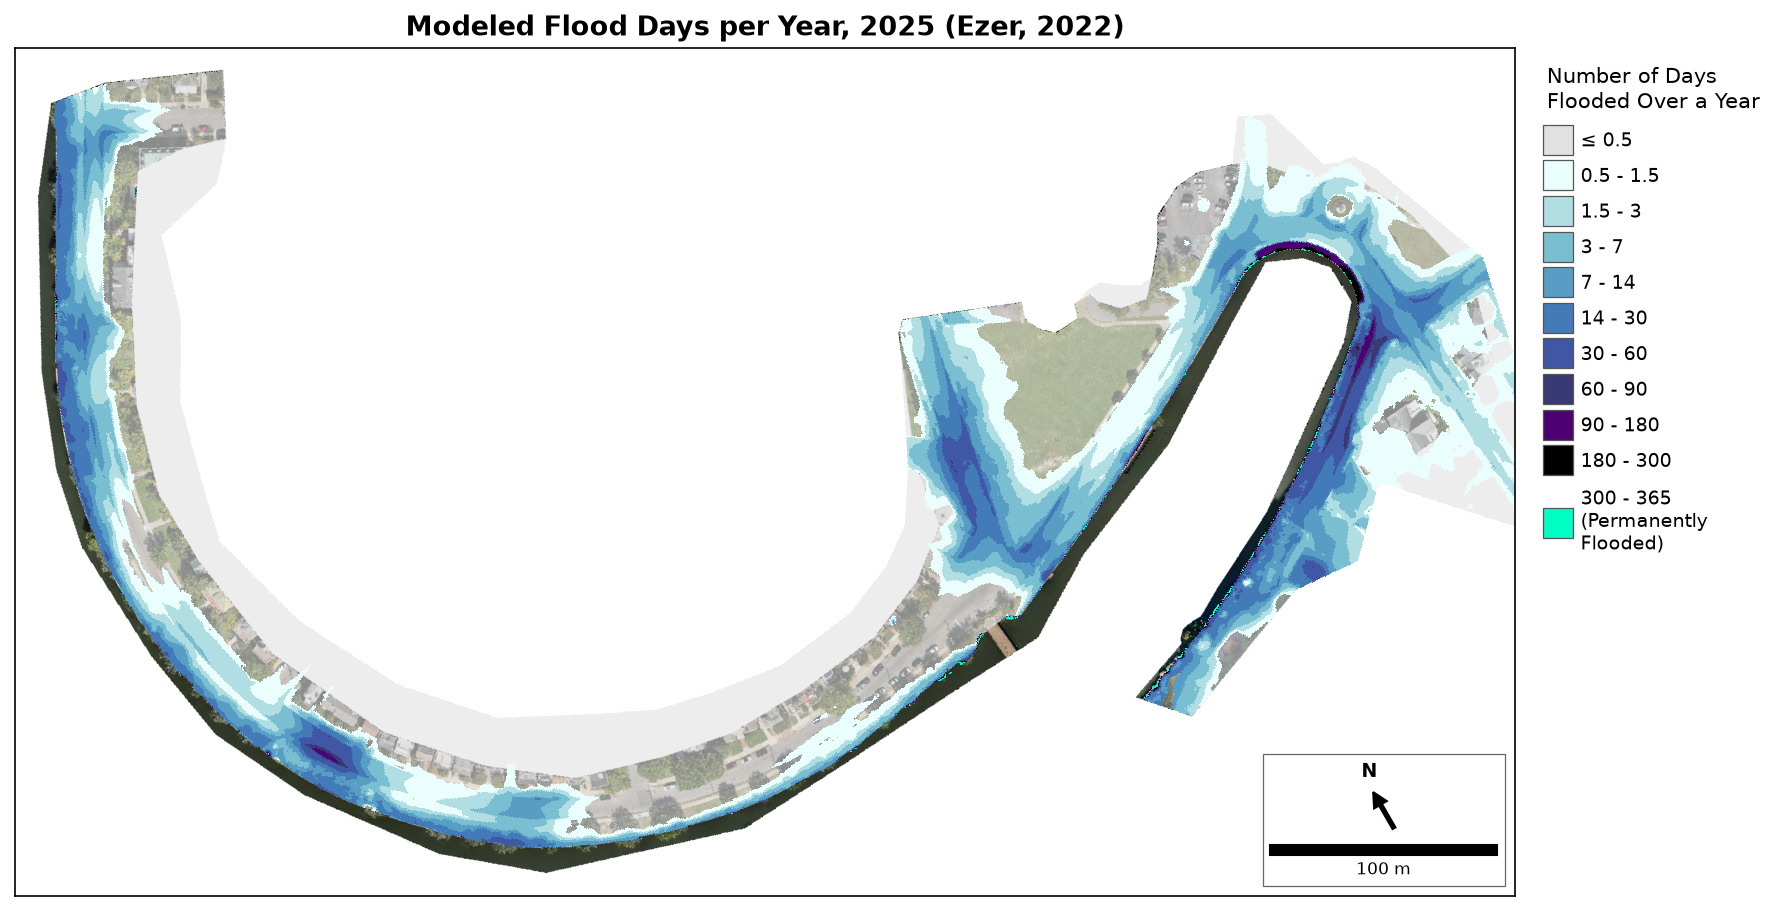 Modeled Flood Days per Year, 2025 (Ezer, 2022)
Number of Days
Flooded Over a Year
≤ 0.5
0.5 - 1.5
1.5 - 3
3 - 7
7 - 14
14 - 30
30 - 60
60 - 90
90 - 180
180 - 300
300 - 365
(Permanently
Flooded)
N
100 m